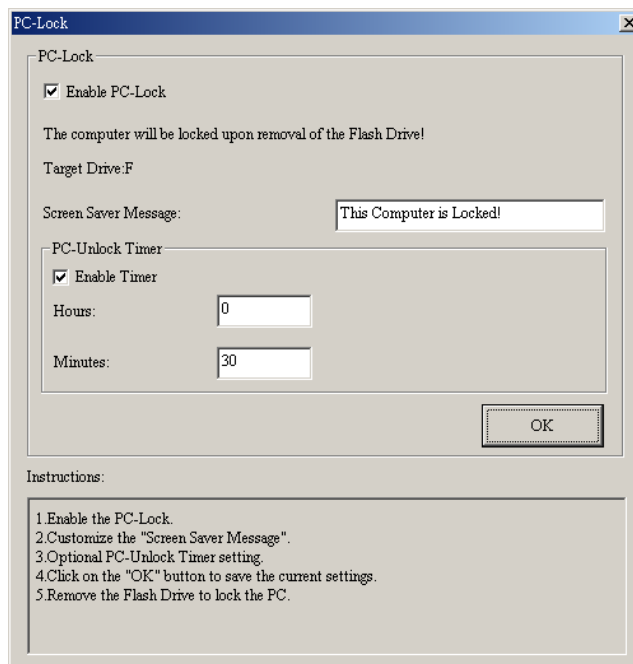 PC-Lock
PC-Lock
Enable PC-Lock
The computer will be locked upon removal of the Flash Drive!
Target Drive:F
Screen Saver Message: This Computer is Locked!
PC-Unlock Timer
Enable Timer
Hours: 0
Minutes: 30
OK
Instructions:
1.Enable the PC-Lock.
2.Customize the "Screen Saver Message".
3.Optional PC-Unlock Timer setting.
4.Click on the "OK" button to save the current settings.
5.Remove the Flash Drive to lock the PC.